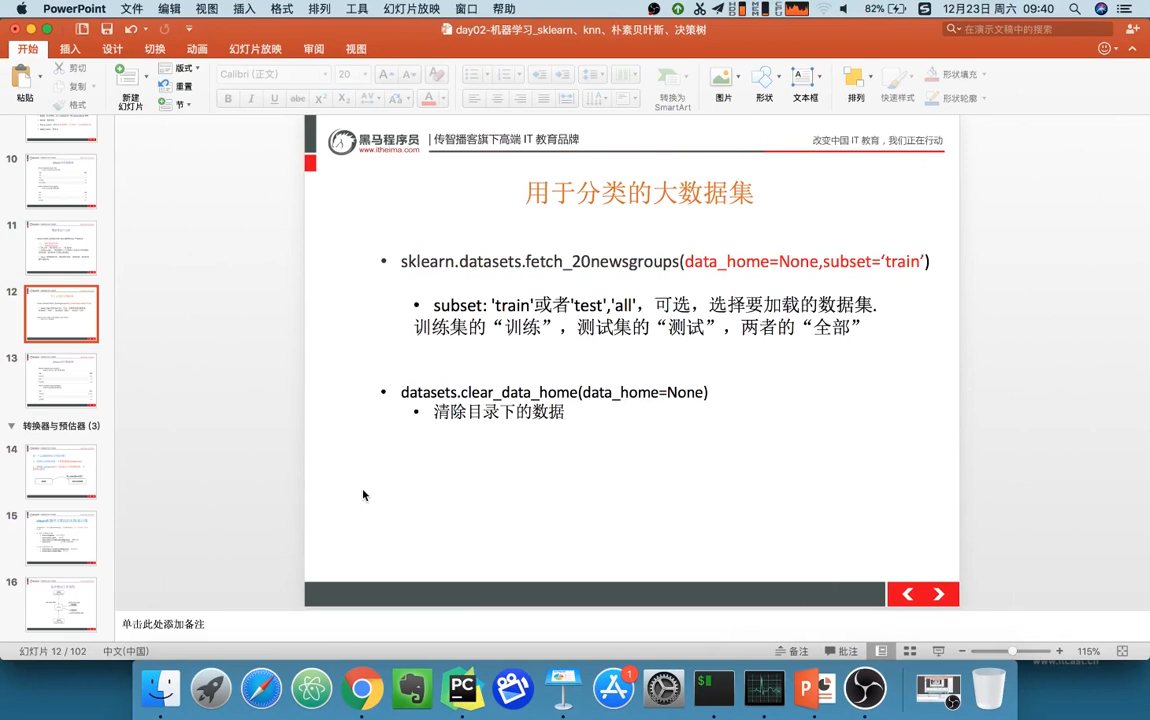 PowerPoint 文件 编辑 视图 插入 格式 排列 工具 幻灯片放映 窗口 帮助 82% 12月23日 周六 09:40
day02-机器学习_sklearn、knn、朴素贝叶斯、决策树
在演示文稿中的搜索
开始 插入 设计 切换 动画 幻灯片放映 审阅 视图
粘贴 剪切 复制 格式 新建幻灯片 版式 重置 节
Calibri (正文) 20
转换为 SmartArt 图片 形状 文本框 排列 快速样式 形状填充 形状轮廓
黑马程序员
www.itheima.com
传智播客旗下高端 IT 教育品牌
改变中国 IT 教育，我们正在行动
用于分类的大数据集
• sklearn.datasets.fetch_20newsgroups(data_home=None,subset=‘train’)
• subset: 'train'或者'test','all'，可选，选择要加载的数据集.
训练集的“训练”，测试集的“测试”，两者的“全部”
• datasets.clear_data_home(data_home=None)
• 清除目录下的数据
10
11
12
13
转换器与预估器 (3)
14
15
16
单击此处添加备注
幻灯片 12 / 102 中文(中国) 备注 批注 115%
www.itcast.cn
PC
1